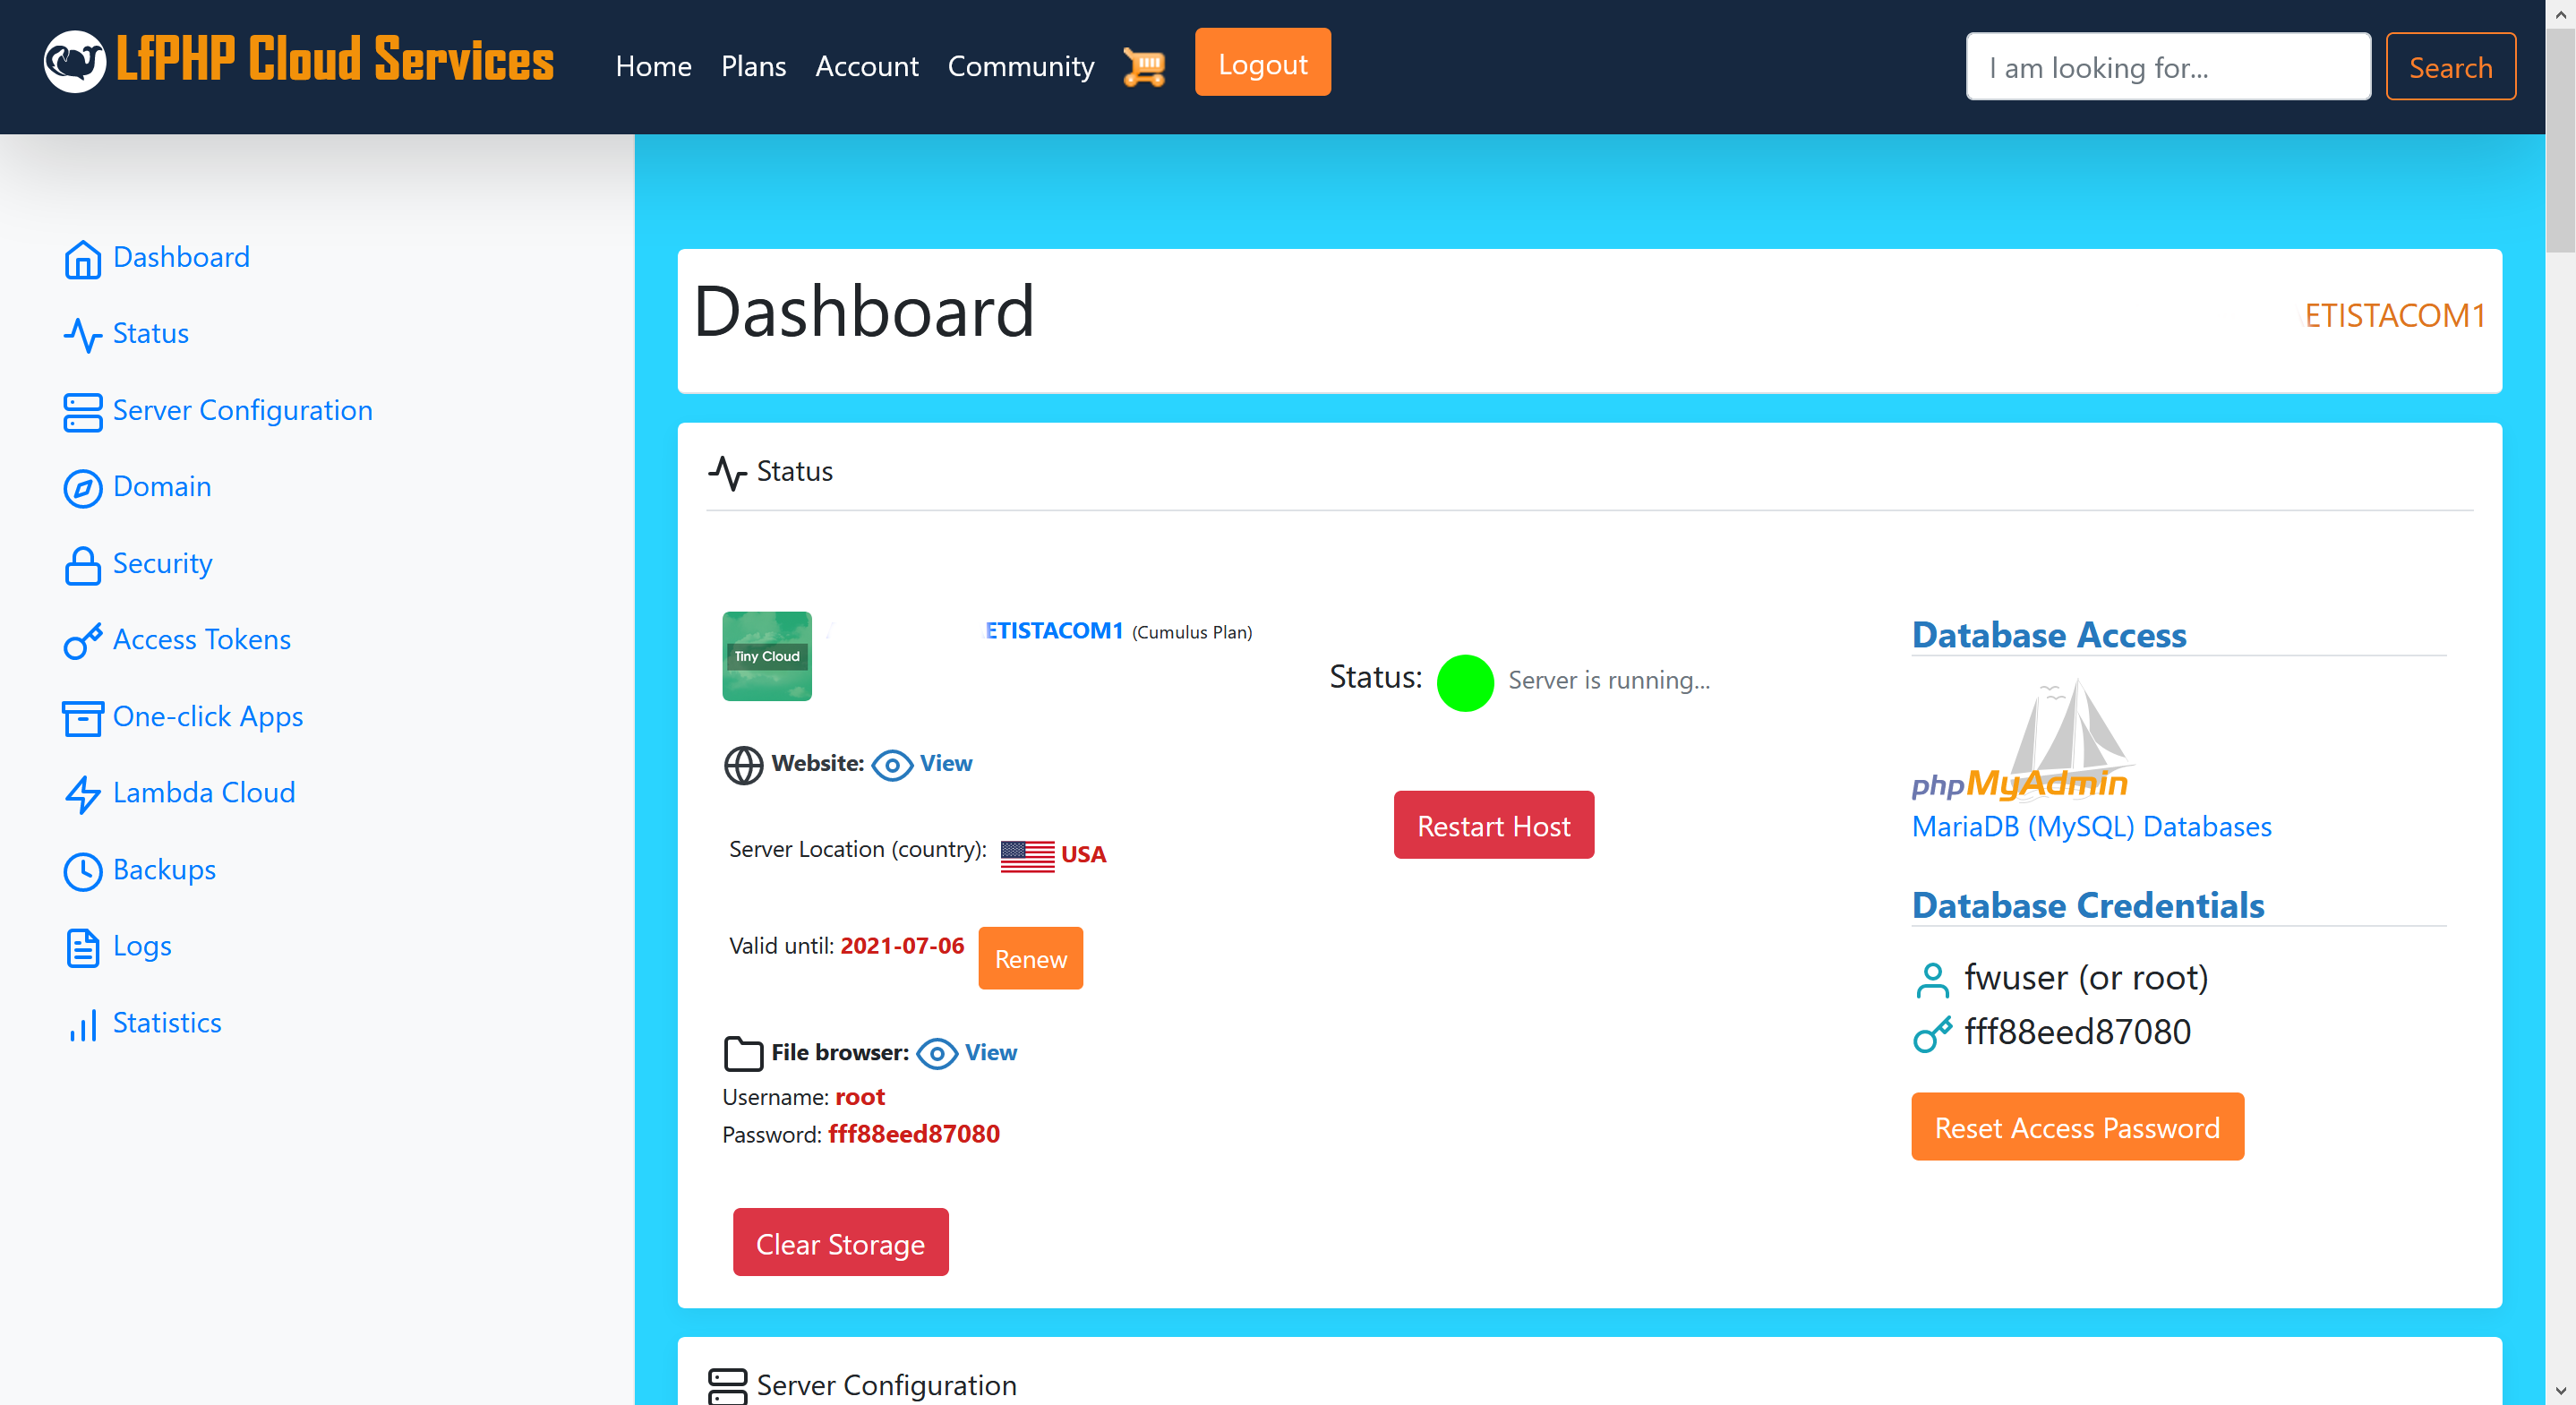 LfPHP Cloud Services
Home Plans Account Community Logout
I am looking for... Search
Dashboard
Status
Server Configuration
Domain
Security
Access Tokens
One-click Apps
Lambda Cloud
Backups
Logs
Statistics
Dashboard
ETISTACOM1
Status
Tiny Cloud
ETISTACOM1 (Cumulus Plan)
Website: View
Server Location (country): USA
Valid until: 2021-07-06 Renew
File browser: View
Username: root
Password: fff88eed87080
Clear Storage
Status: Server is running...
Restart Host
Database Access
phpMyAdmin
MariaDB (MySQL) Databases
Database Credentials
fwuser (or root)
fff88eed87080
Reset Access Password
Server Configuration